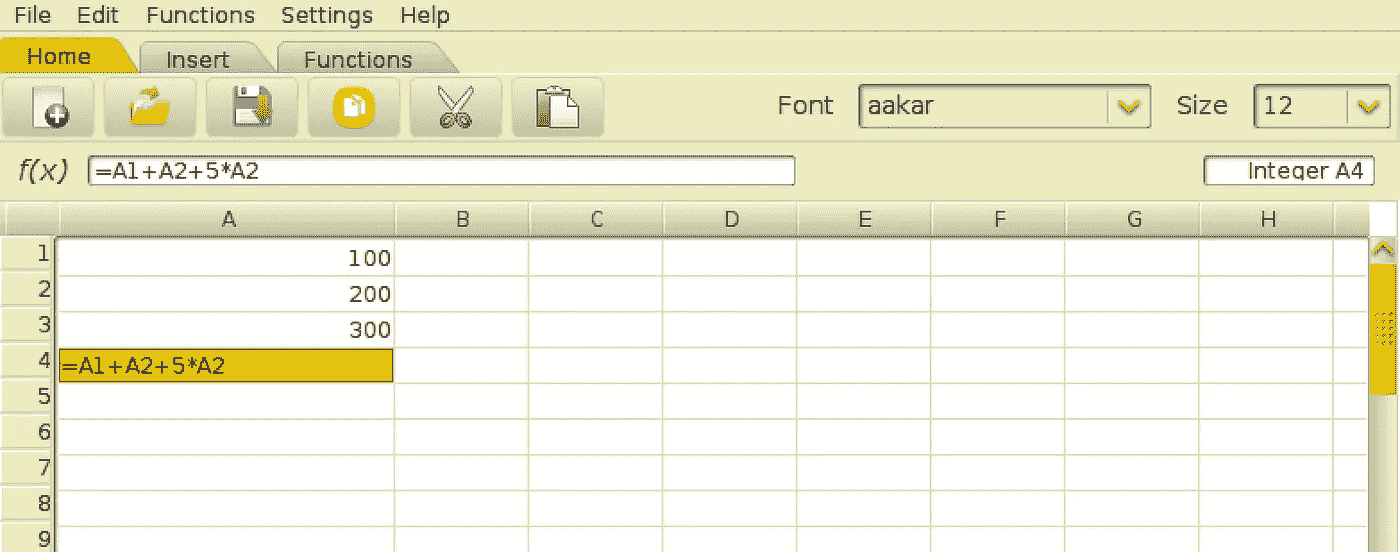 File Edit Functions Settings Help
Home Insert Functions
Font aakar Size 12
f(x) =A1+A2+5*A2 Integer A4
A B C D E F G H
1 100
2 200
3 300
4 =A1+A2+5*A2
5
6
7
8
9